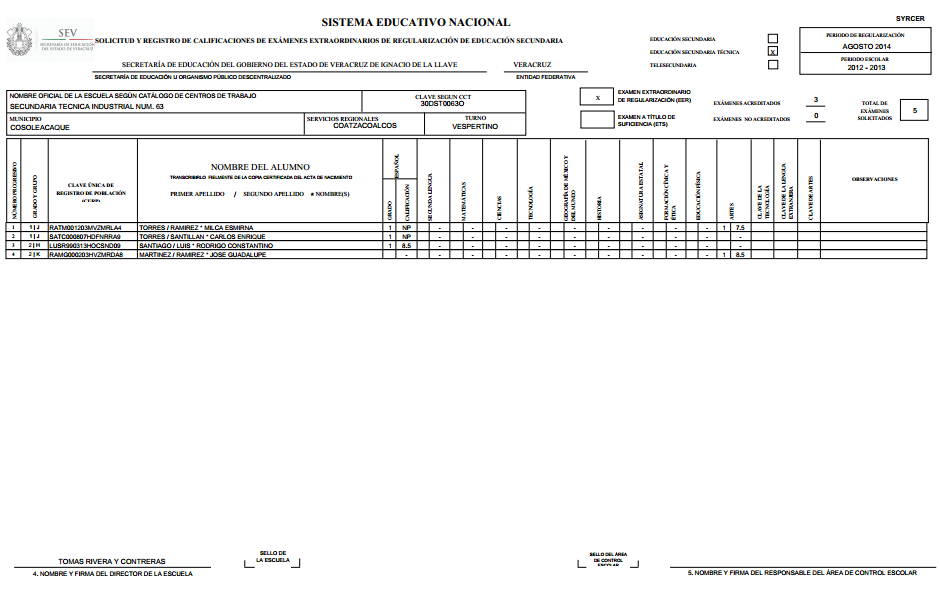 SISTEMA EDUCATIVO NACIONAL
SYRCER
SEV
SECRETARÍA DE EDUCACIÓN
DEL ESTADO DE VERACRUZ
SOLICITUD Y REGISTRO DE CALIFICACIONES DE EXÁMENES EXTRAORDINARIOS DE REGULARIZACIÓN DE EDUCACIÓN SECUNDARIA
EDUCACIÓN SECUNDARIA
EDUCACIÓN SECUNDARIA TÉCNICA X
TELESECUNDARIA
PERIODO DE REGULARIZACIÓN
AGOSTO 2014
PERIODO ESCOLAR
2012 - 2013
SECRETARÍA DE EDUCACIÓN DEL GOBIERNO DEL ESTADO DE VERACRUZ DE IGNACIO DE LA LLAVE VERACRUZ
SECRETARÍA DE EDUCACIÓN U ORGANISMO PÚBLICO DESCENTRALIZADO ENTIDAD FEDERATIVA
NOMBRE OFICIAL DE LA ESCUELA SEGÚN CATÁLOGO DE CENTROS DE TRABAJO
SECUNDARIA TECNICA INDUSTRIAL NUM. 63
CLAVE SEGUN CCT
30DST0063O
MUNICIPIO
COSOLEACAQUE
SERVICIOS REGIONALES
COATZACOALCOS
TURNO
VESPERTINO
X
EXAMEN EXTRAORDINARIO
DE REGULARIZACIÓN (EER)
EXAMEN A TÍTULO DE
SUFICIENCIA (ETS)
EXÁMENES ACREDITADOS 3
EXÁMENES NO ACREDITADOS 0
TOTAL DE
EXÁMENES
SOLICITADOS
5
NÚMERO PROGRESIVO
GRADO Y GRUPO
CLAVE ÚNICA DE
REGISTRO DE POBLACIÓN
(CURP)
NOMBRE DEL ALUMNO
TRANSCRIBIRLO FIELMENTE DE LA COPIA CERTIFICADA DEL ACTA DE NACIMIENTO
PRIMER APELLIDO / SEGUNDO APELLIDO * NOMBRE(S)
GRADO
ESPAÑOL
CALIFICACIÓN
SEGUNDA LENGUA
MATEMÁTICAS
CIENCIAS
TECNOLOGÍA
GEOGRAFÍA DE MÉXICO Y
DEL MUNDO
HISTORIA
ASIGNATURA ESTATAL
FORMACIÓN CÍVICA Y
ÉTICA
EDUCACIÓN FÍSICA
ARTES
CLAVE DE LA
TECNOLOGÍA
CLAVE DE LA LENGUA
EXTRANJERA
CLAVE DE ARTES
OBSERVACIONES
1 1 | J RATM001203MVZMRLA4 TORRES / RAMIREZ * MILCA ESMIRNA 1 NP - - - - - - - - - 1 7.5
2 1 | J SATC000807HDFNRRA9 TORRES / SANTILLAN * CARLOS ENRIQUE 1 NP - - - - - - - - - -
3 2 | H LUSR990313HOCSND09 SANTIAGO / LUIS * RODRIGO CONSTANTINO 1 8.5 - - - - - - - - - -
4 2 | K RAMG000203HVZMRDA8 MARTINEZ / RAMIREZ * JOSE GUADALUPE - - - - - - - - - - 1 8.5
TOMAS RIVERA Y CONTRERAS
4. NOMBRE Y FIRMA DEL DIRECTOR DE LA ESCUELA
SELLO DE
LA ESCUELA
SELLO DEL ÁREA
DE CONTROL
ESCOLAR
5. NOMBRE Y FIRMA DEL RESPONSABLE DEL ÁREA DE CONTROL ESCOLAR